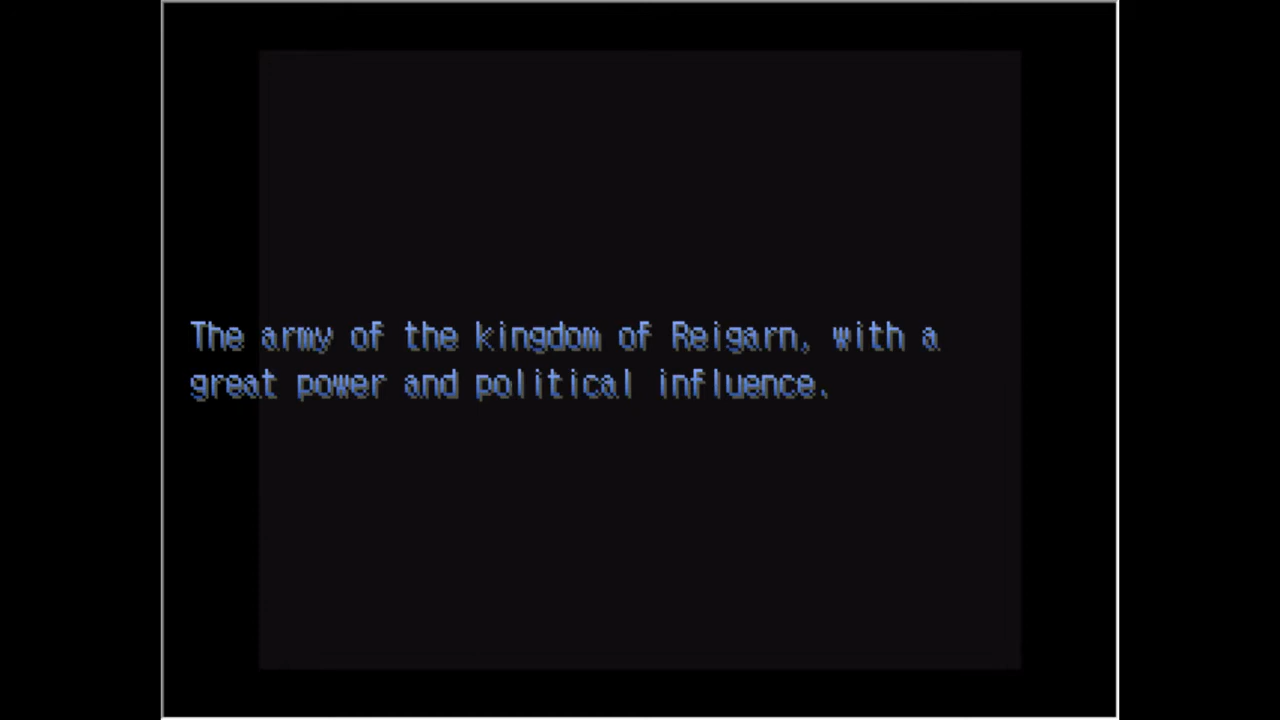 The army of the kingdom of Reigarn, with a
great power and political influence.